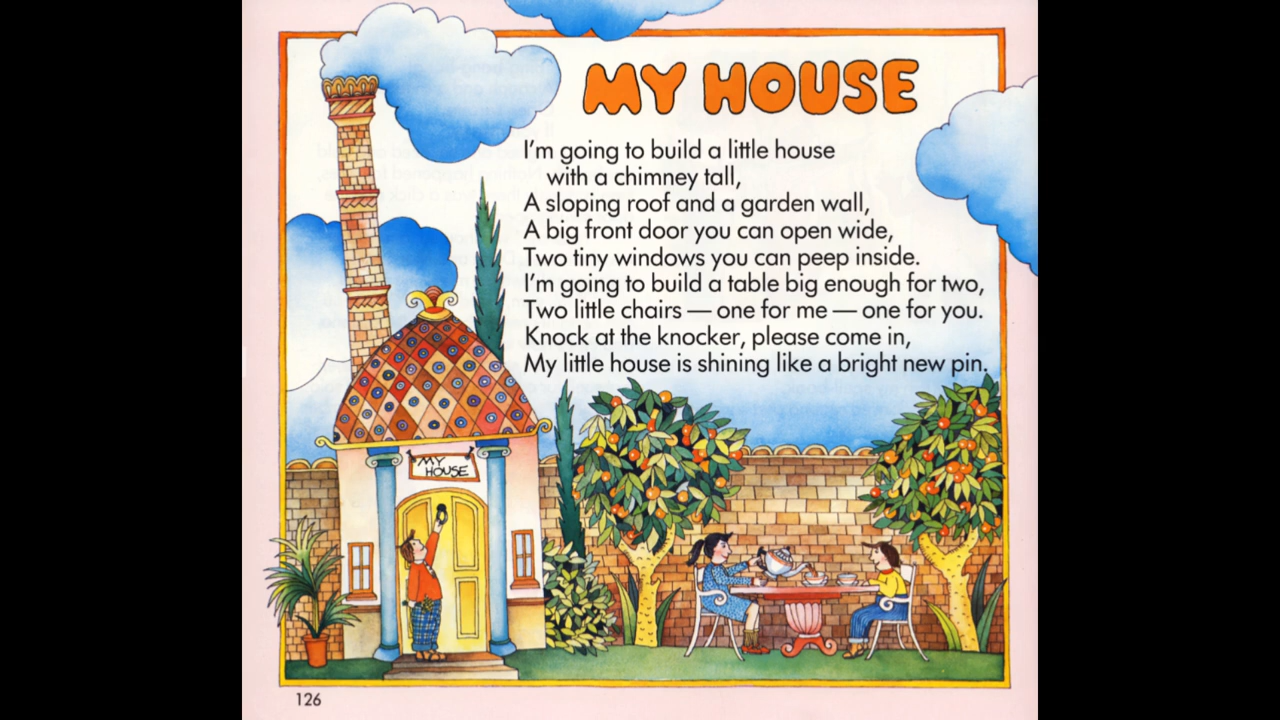 MY HOUSE
I'm going to build a little house
with a chimney tall,
A sloping roof and a garden wall,
A big front door you can open wide,
Two tiny windows you can peep inside.
I'm going to build a table big enough for two,
Two little chairs — one for me — one for you.
Knock at the knocker, please come in,
My little house is shining like a bright new pin.
MY
HOUSE
126